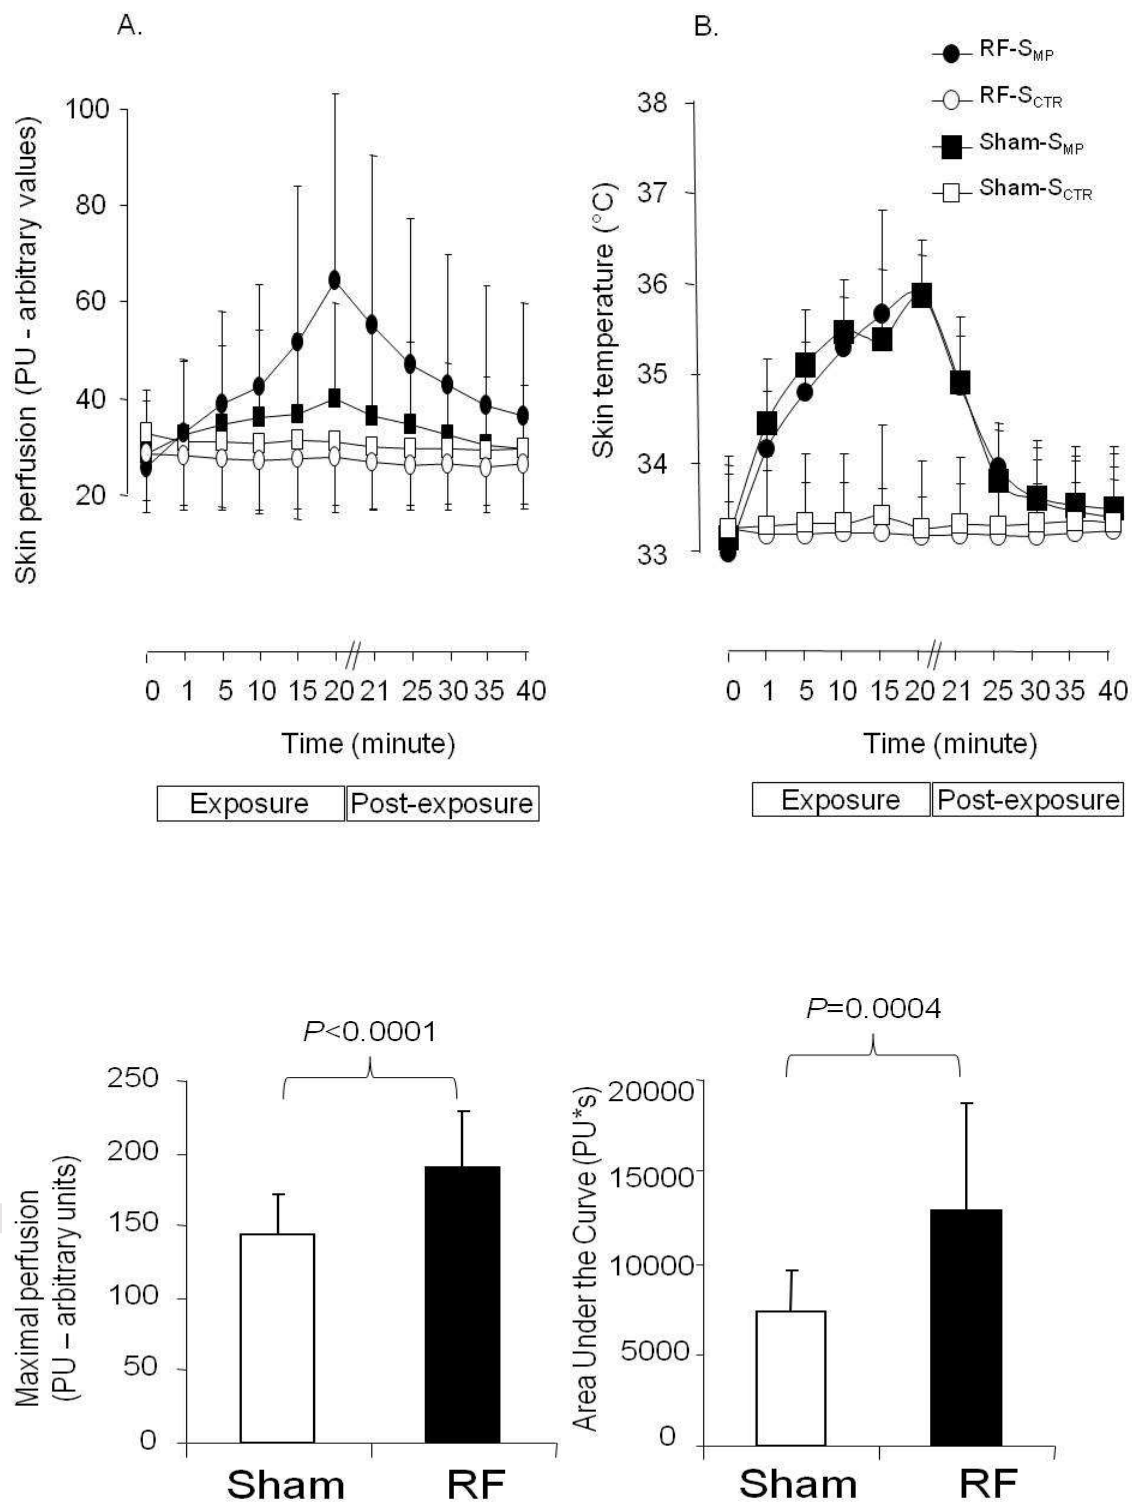 A.
B.
RF-SMP
RF-SCTR
Sham-SMP
Sham-SCTR
Skin perfusion (PU - arbitrary values)
100
80
60
40
20
Skin temperature (°C)
38
37
36
35
34
33
0 1 5 10 15 20 21 25 30 35 40
Time (minute)
Exposure Post-exposure
0 1 5 10 15 20 21 25 30 35 40
Time (minute)
Exposure Post-exposure
P<0.0001
Maximal perfusion
(PU – arbitrary units)
250
200
150
100
50
0
Sham RF
P=0.0004
Area Under the Curve (PU*s)
20000
15000
10000
5000
0
Sham RF